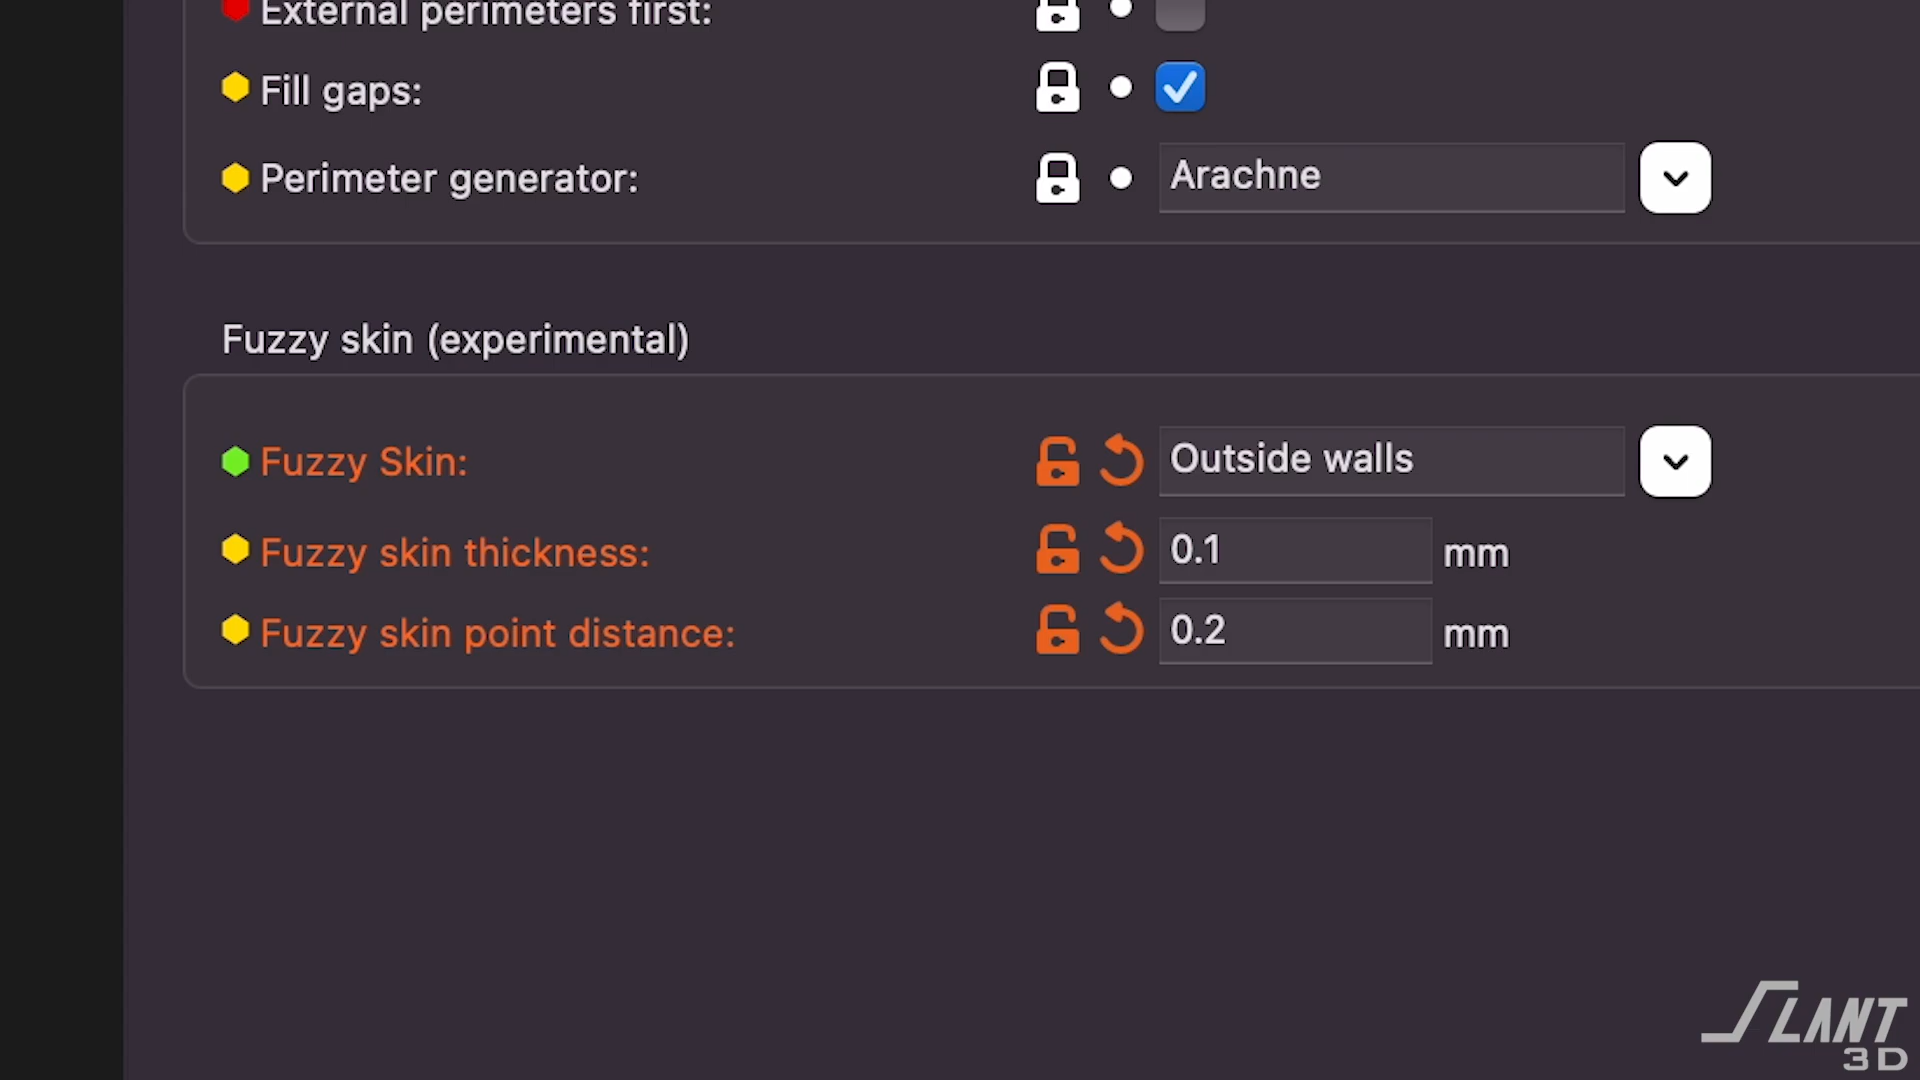 External perimeters first:
Fill gaps:
Perimeter generator: Arachne
Fuzzy skin (experimental)
Fuzzy Skin: Outside walls
Fuzzy skin thickness: 0.1 mm
Fuzzy skin point distance: 0.2 mm
SLANT
3D